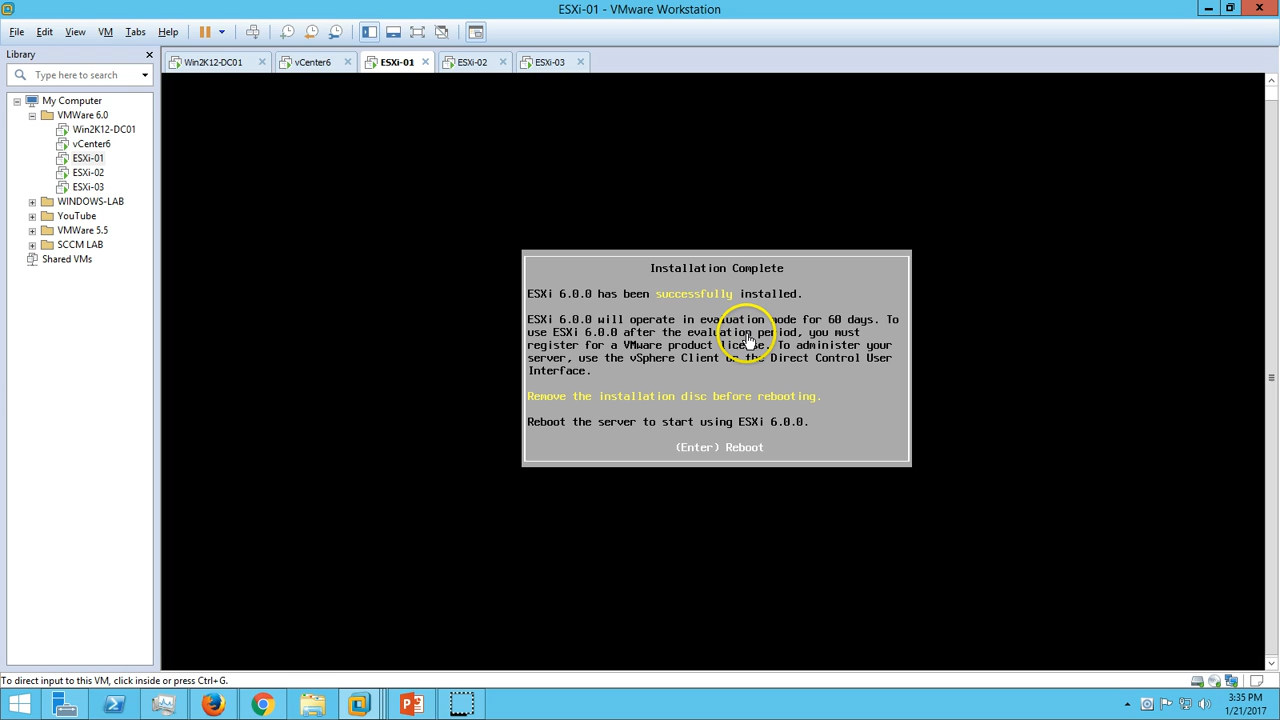 ESXi-01 - VMware Workstation
File Edit View VM Tabs Help
Library
Type here to search
My Computer
VMWare 6.0
Win2K12-DC01
vCenter6
ESXi-01
ESXi-02
ESXi-03
WINDOWS-LAB
YouTube
VMWare 5.5
SCCM LAB
Shared VMs
Win2K12-DC01 vCenter6 ESXi-01 ESXi-02 ESXi-03
Installation Complete
ESXi 6.0.0 has been successfully installed.
ESXi 6.0.0 will operate in evaluation mode for 60 days. To
use ESXi 6.0.0 after the evaluation period, you must
register for a VMware product license. To administer your
server, use the vSphere Client or the Direct Control User
Interface.
Remove the installation disc before rebooting.
Reboot the server to start using ESXi 6.0.0.
(Enter) Reboot
To direct input to this VM, click inside or press Ctrl+G.
3:35 PM
1/21/2017